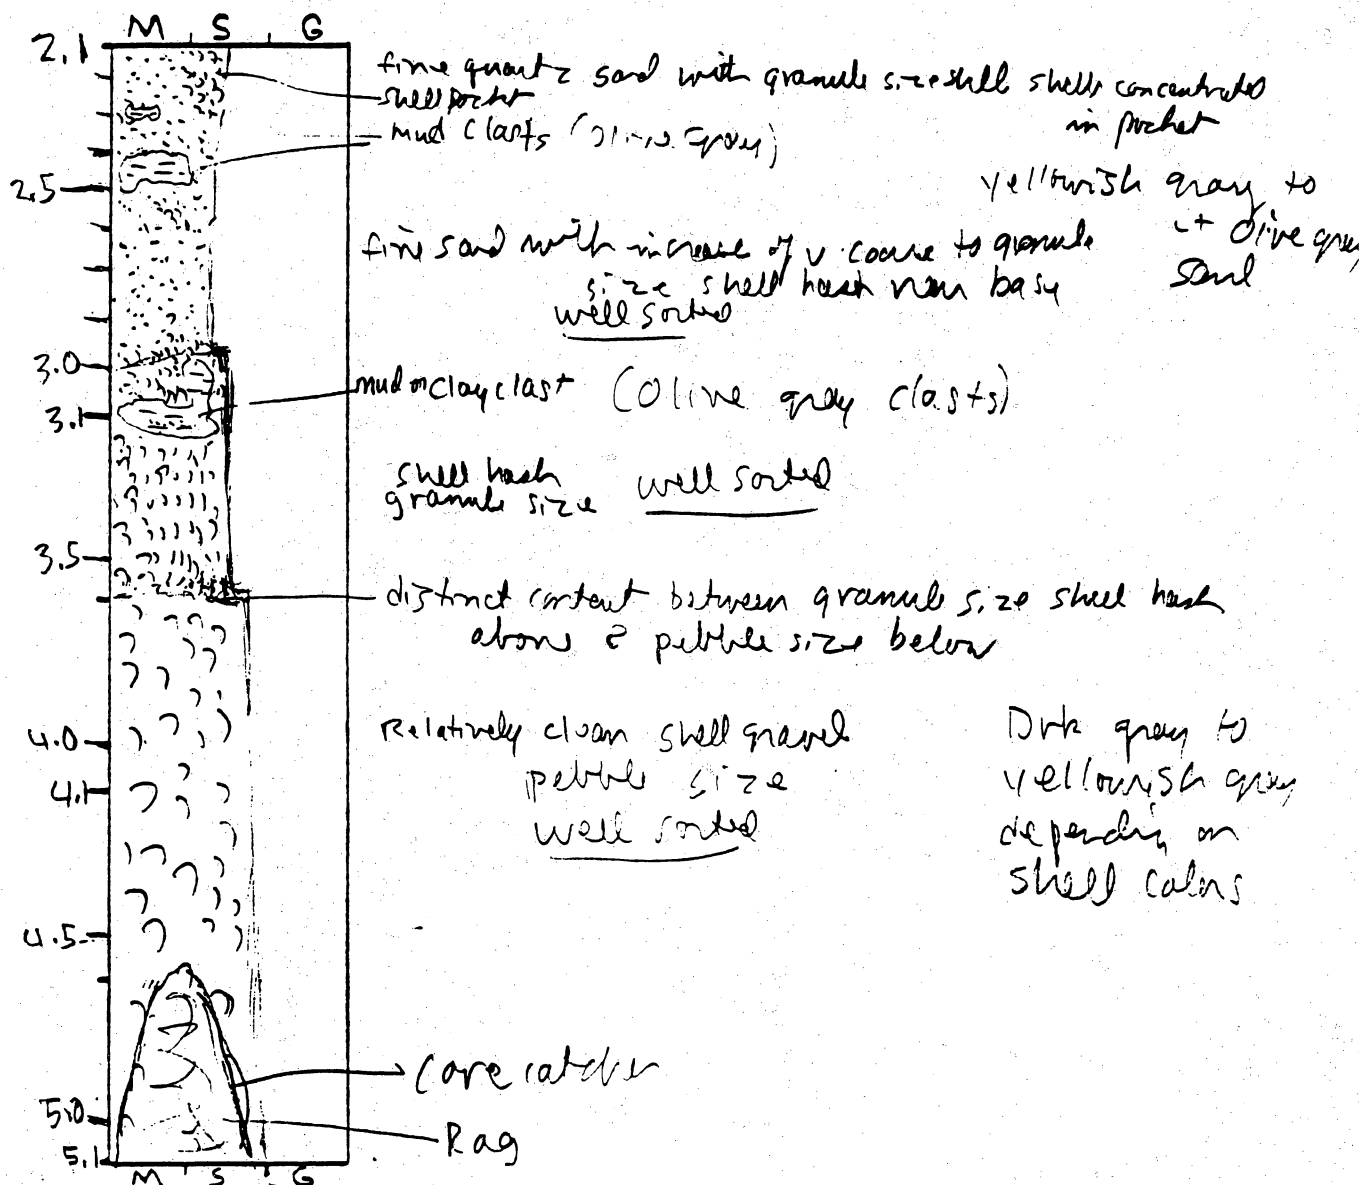 M S G
2.1
fine quartz sand with granule size shell shells concentrated
in pocket
shell pocket
mud clasts (olive gray)
2.5
yellowish gray to
lt olive gray
sand
fine sand with increase of v coarse to granule
size shell hash near base
well sorted
3.0
mud or clay clast (Olive gray clasts)
3.1
shell hash
granule size well sorted
3.5
distinct contact between granule size shell hash
above & pebble size below
Relatively clean shell gravel
pebble size
well sorted
4.0
4.1
Drk gray to
yellowish gray
depending on
shell colors
4.5
Core catcher
5.0
Rag
5.1
M S G